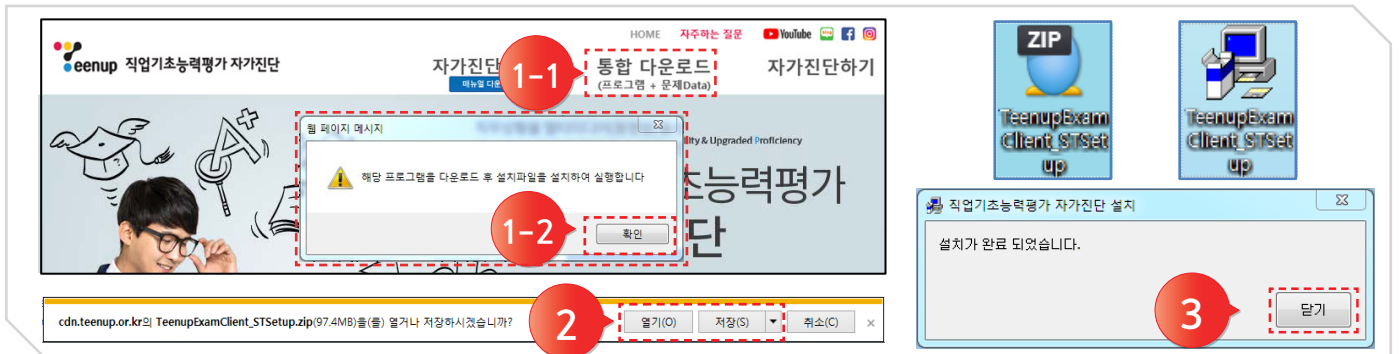 HOME 자주하는 질문 YouTube
Teenup 직업기초능력평가 자가진단
자가진단
매뉴얼 다운
1-1
통합 다운로드
(프로그램 + 문제Data)
자가진단하기
웹 페이지 메시지
해당 프로그램을 다운로드 후 설치파일을 설치하여 실행합니다
1-2
확인
lity & Upgraded Proficiency
초능력평가
단
A+
cdn.teenup.or.kr의 TeenupExamClient_STSetup.zip(97.4MB)을(를) 열거나 저장하시겠습니까?
2
열기(O)
저장(S)
취소(C)
ZIP
TeenupExam
Client_STSet
up
TeenupExam
Client_STSet
up
직업기초능력평가 자가진단 설치
설치가 완료 되었습니다.
3
닫기